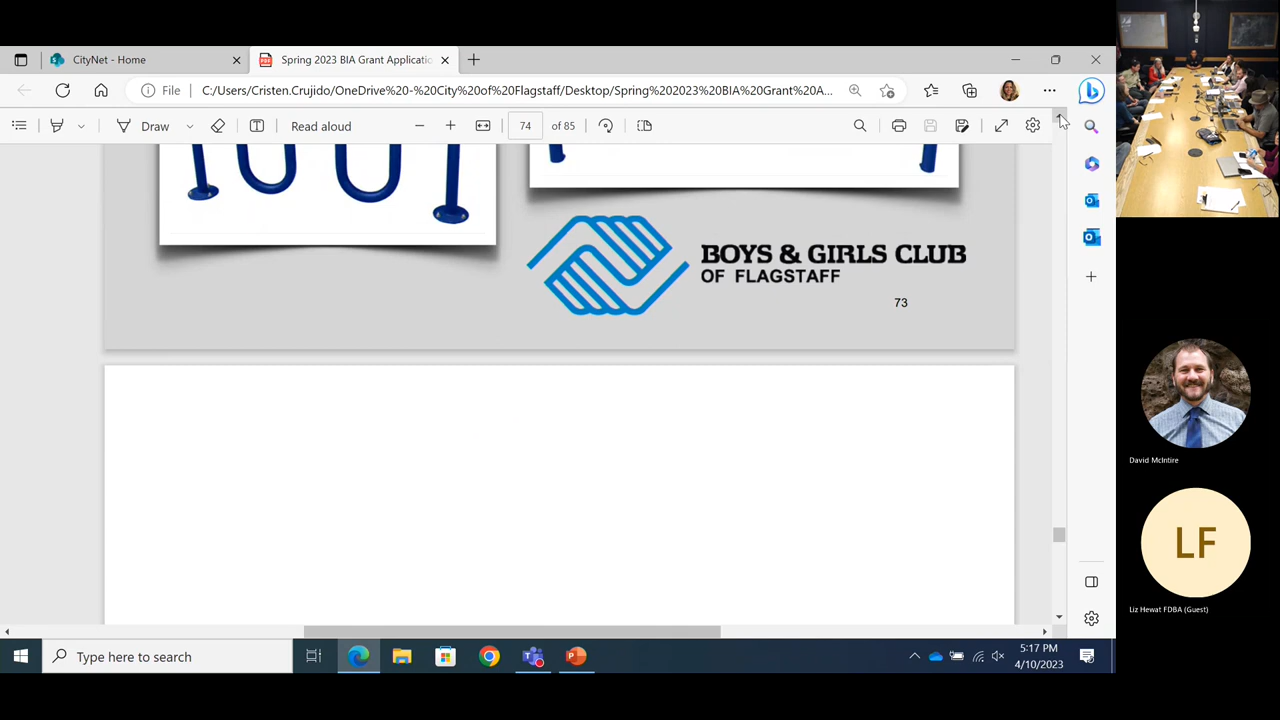 CityNet - Home
Spring 2023 BIA Grant Applicatio
File
C:/Users/Cristen.Crujido/OneDrive%20-%20City%20of%20Flagstaff/Desktop/Spring%202023%20BIA%20Grant%20A...
Draw
Read aloud
74
of 85
BOYS & GIRLS CLUB
OF FLAGSTAFF
73
David McIntire
LF
Liz Hewat FDBA (Guest)
Type here to search
5:17 PM
4/10/2023